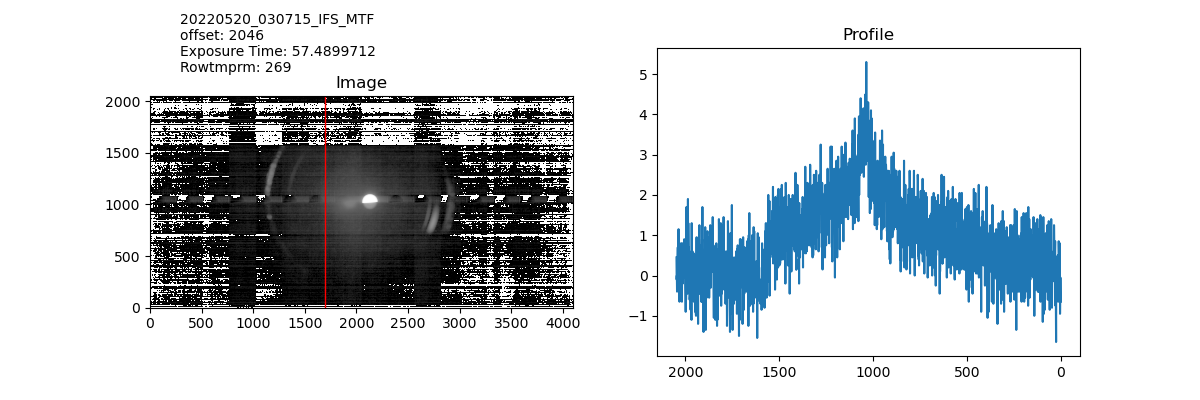 20220520_030715_IFS_MTF
offset: 2046
Exposure Time: 57.4899712
Rowtmprm: 269
Image
2000
1500
1000
500
0
0 500 1000 1500 2000 2500 3000 3500 4000
Profile
5
4
3
2
1
0
−1
2000 1500 1000 500 0